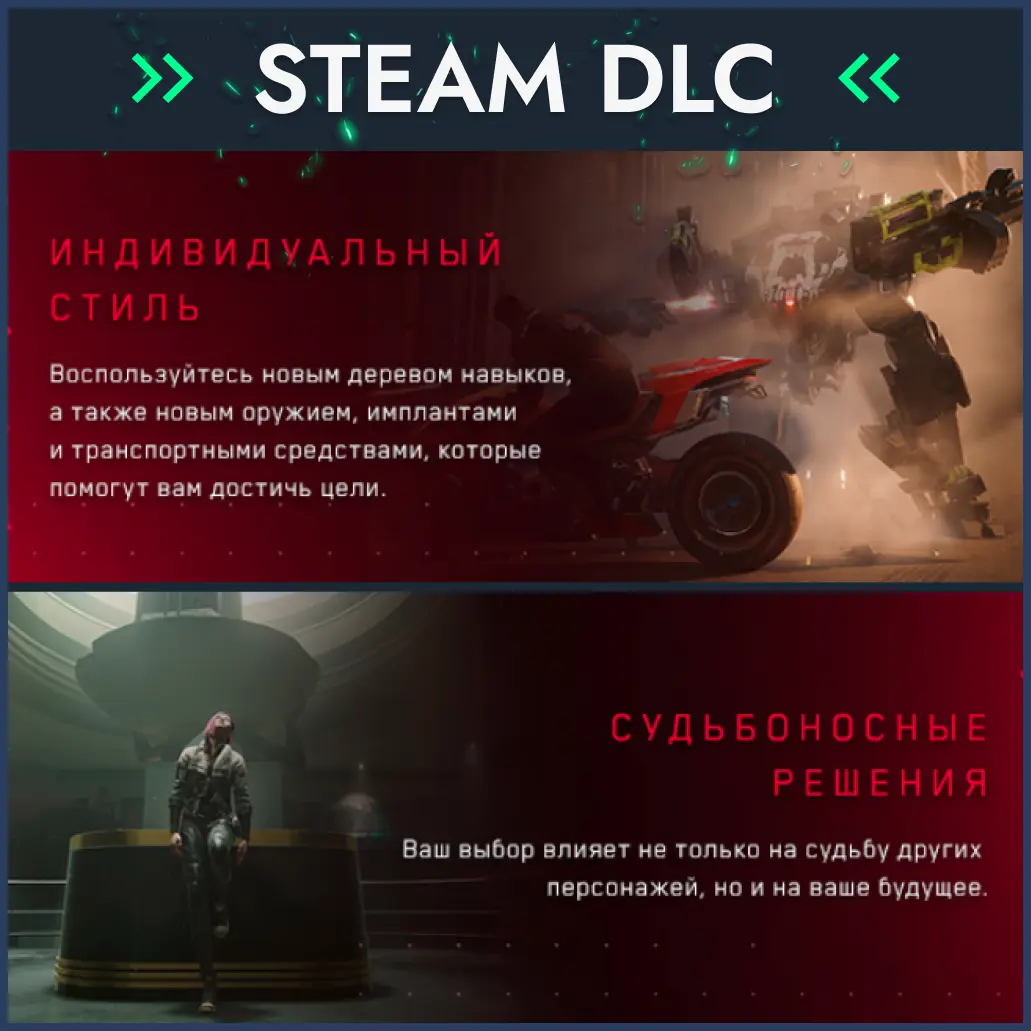 STEAM DLC
ИНДИВИДУАЛЬНЫЙ
СТИЛЬ
Воспользуйтесь новым деревом навыков,
а также новым оружием, имплантами
и транспортными средствами, которые
помогут вам достичь цели.
СУДЬБОНОСНЫЕ
РЕШЕНИЯ
Ваш выбор влияет не только на судьбу других
персонажей, но и на ваше будущее.